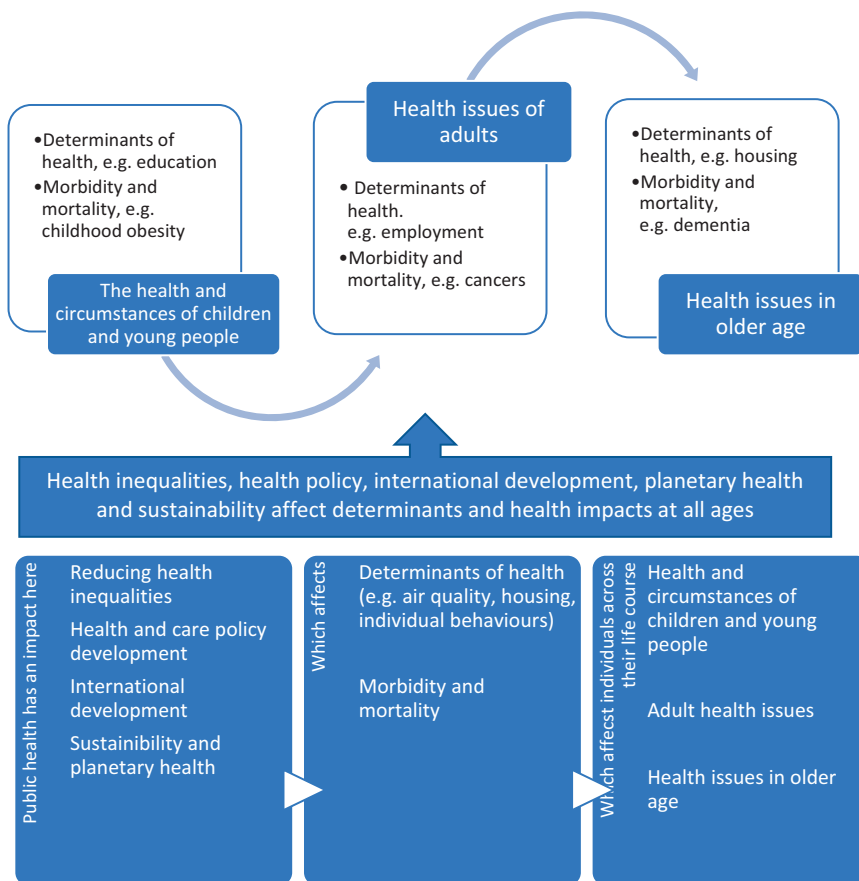 •Determinants of
health, e.g. education
•Morbidity and
mortality, e.g.
childhood obesity
The health and
circumstances of children
and young people
Health issues of
adults
• Determinants of
health.
e.g. employment
•Morbidity and
mortality, e.g. cancers
•Determinants of
health, e.g. housing
•Morbidity and
mortality,
e.g. dementia
Health issues in
older age
Health inequalities, health policy, international development, planetary health
and sustainability affect determinants and health impacts at all ages
Public health has an impact here
Reducing health
inequalities
Health and care policy
development
International
development
Sustainibility and
planetary health
Which affects
Determinants of health
(e.g. air quality, housing,
individual behaviours)
Morbidity and
mortality
Which affecst individuals across
their life course
Health and
circumstances of
children and young
people
Adult health issues
Health issues in older
age